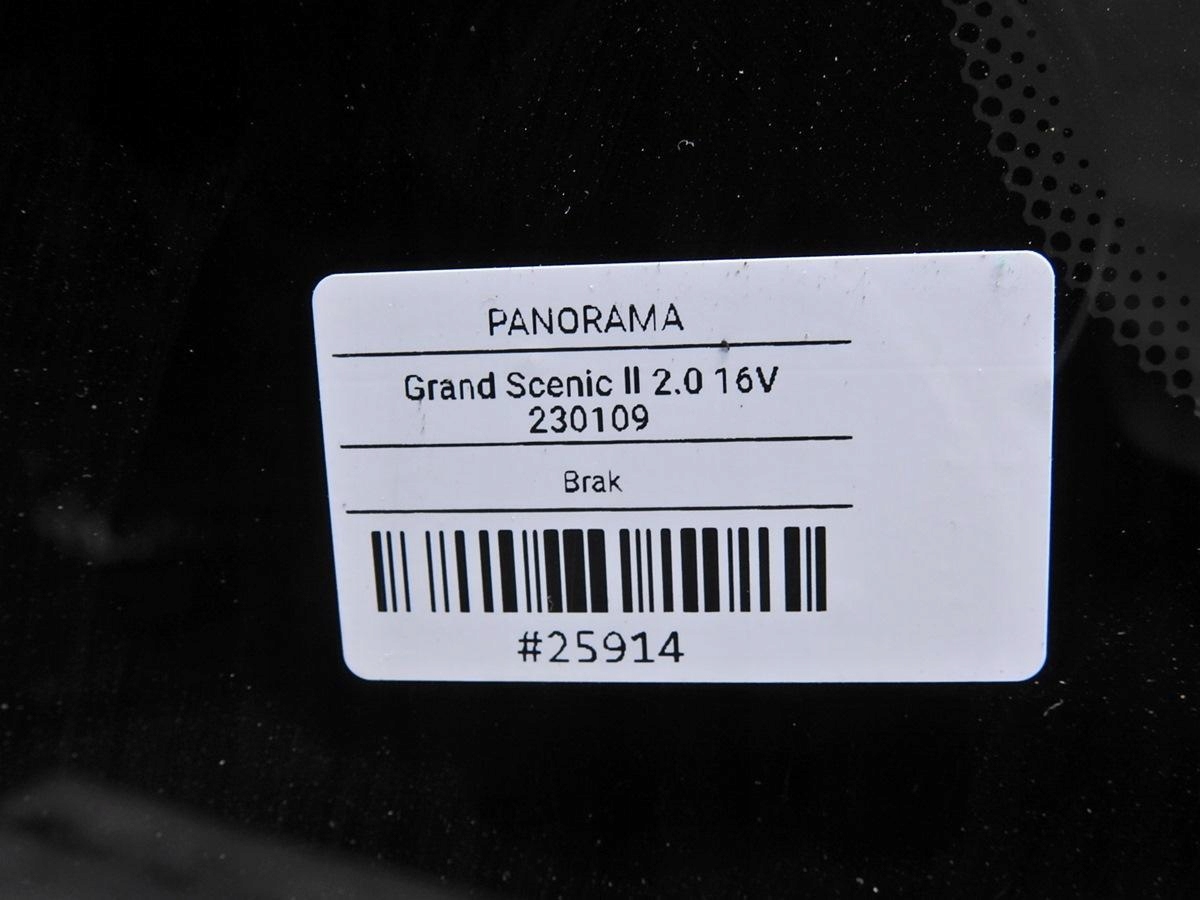 PANORAMA
Grand Scenic II 2.0 16V
230109
Brak
#25914